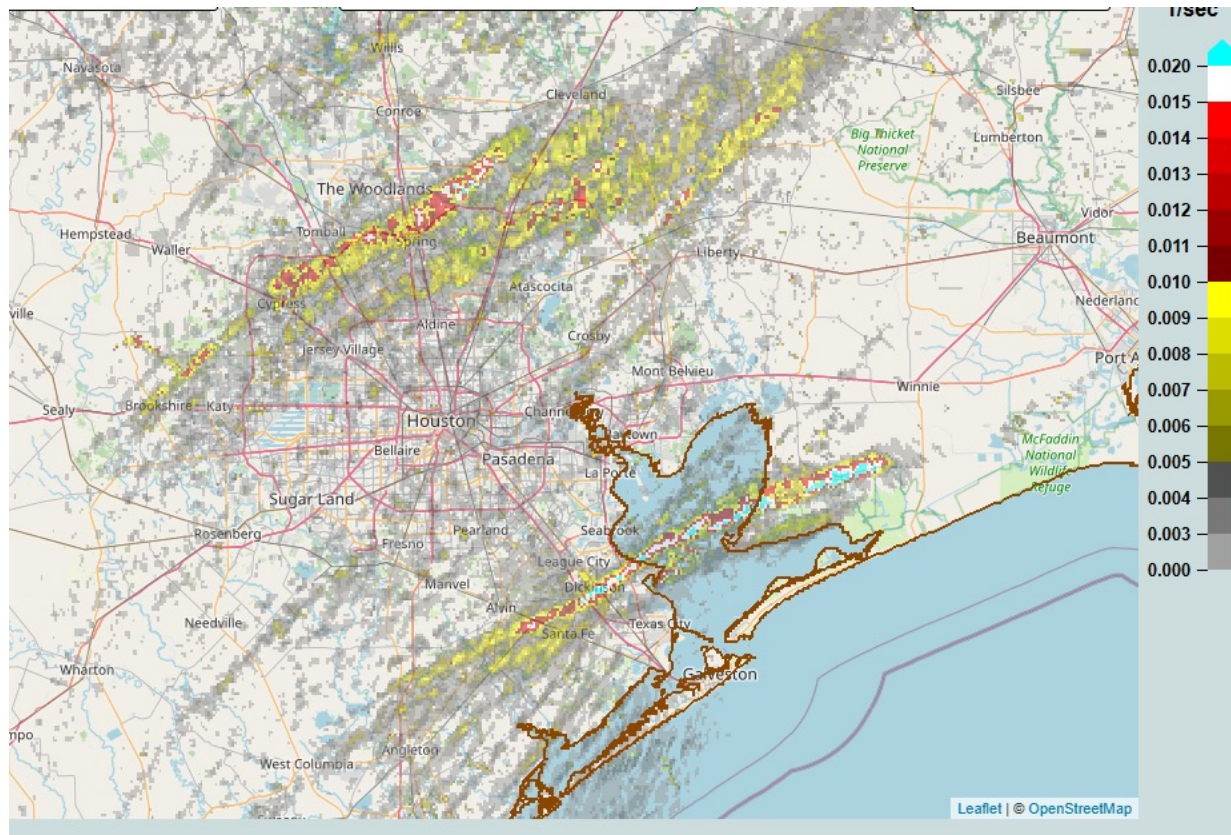 1/sec
0.020
0.015
0.014
0.013
0.012
0.011
0.010
0.009
0.008
0.007
0.006
0.005
0.004
0.003
0.000
Willis
Navasota
Conroe
Cleveland
Silsbee
Lumberton
Big Thicket
National
Preserve
The Woodlands
Vidor
Hempstead
Waller
Tomball
Spring
Beaumont
Liberty
Atascocita
Nederland
ville
Cypress
Aldine
Crosby
Jersey Village
Mont Belvieu
Port A
Winnie
Sealy
Brookshire
Katy
Houston
Channelview
Baytown
Bellaire
Pasadena
La Porte
McFaddin
National
Wildlife
Refuge
Sugar Land
Rosenberg
Pearland
Seabrook
Fresno
League City
Manvel
Dickinson
Alvin
Needville
Santa Fe
Texas City
Wharton
Galveston
mpo
Angleton
West Columbia
Leaflet | © OpenStreetMap